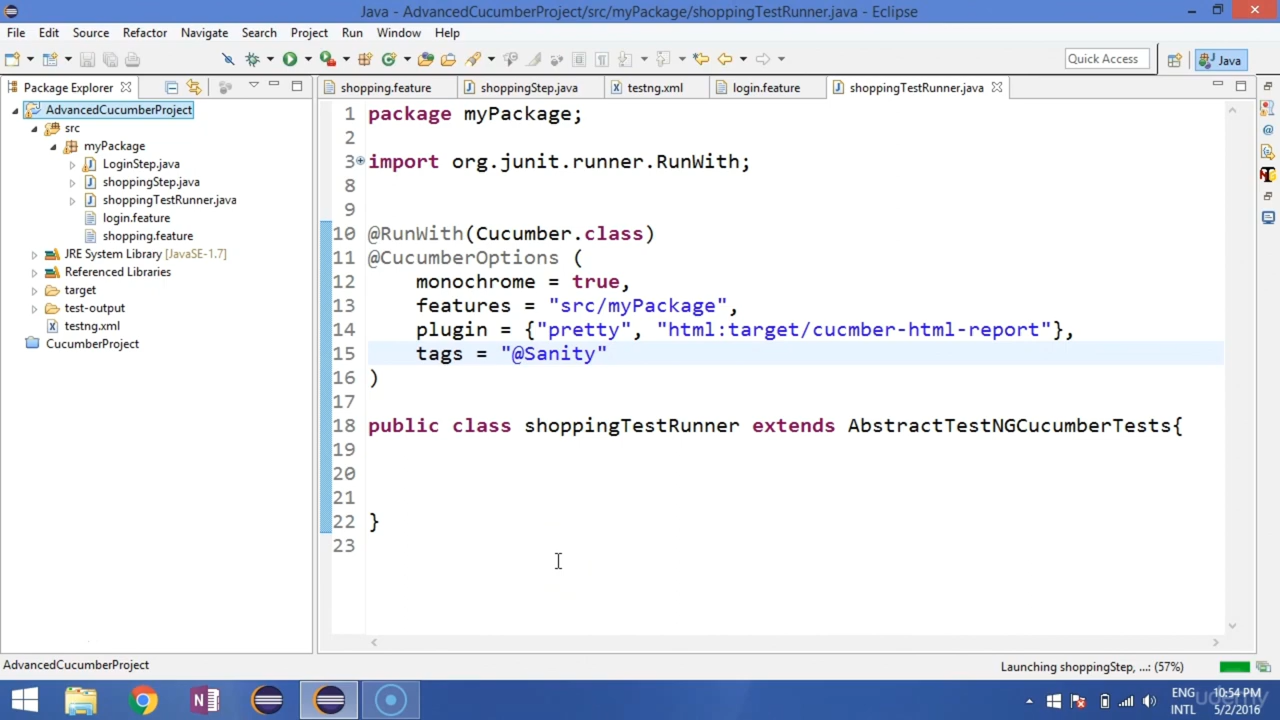 Java - AdvancedCucumberProject/src/myPackage/shoppingTestRunner.java - Eclipse
File Edit Source Refactor Navigate Search Project Run Window Help
Quick Access
Java
Package Explorer
shopping.feature
shoppingStep.java
testng.xml
login.feature
shoppingTestRunner.java
AdvancedCucumberProject
src
myPackage
LoginStep.java
shoppingStep.java
shoppingTestRunner.java
login.feature
shopping.feature
JRE System Library [JavaSE-1.7]
Referenced Libraries
target
test-output
testng.xml
CucumberProject
1 package myPackage;
2
3 import org.junit.runner.RunWith;
8
9
10 @RunWith(Cucumber.class)
11 @CucumberOptions (
12 monochrome = true,
13 features = "src/myPackage",
14 plugin = {"pretty", "html:target/cucmber-html-report"},
15 tags = "@Sanity"
16 )
17
18 public class shoppingTestRunner extends AbstractTestNGCucumberTests{
19
20
21
22 }
23
AdvancedCucumberProject
Launching shoppingStep, ...: (57%)
ENG
INTL
10:54 PM
5/2/2016
udemy